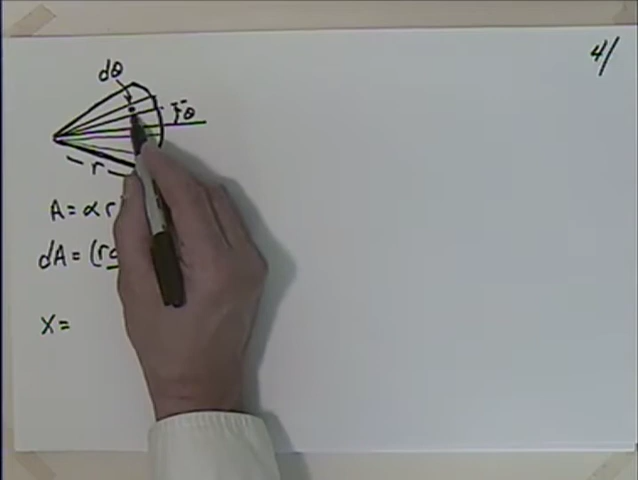 4/
dθ
θ
r
A = α r
dA = (r
X =